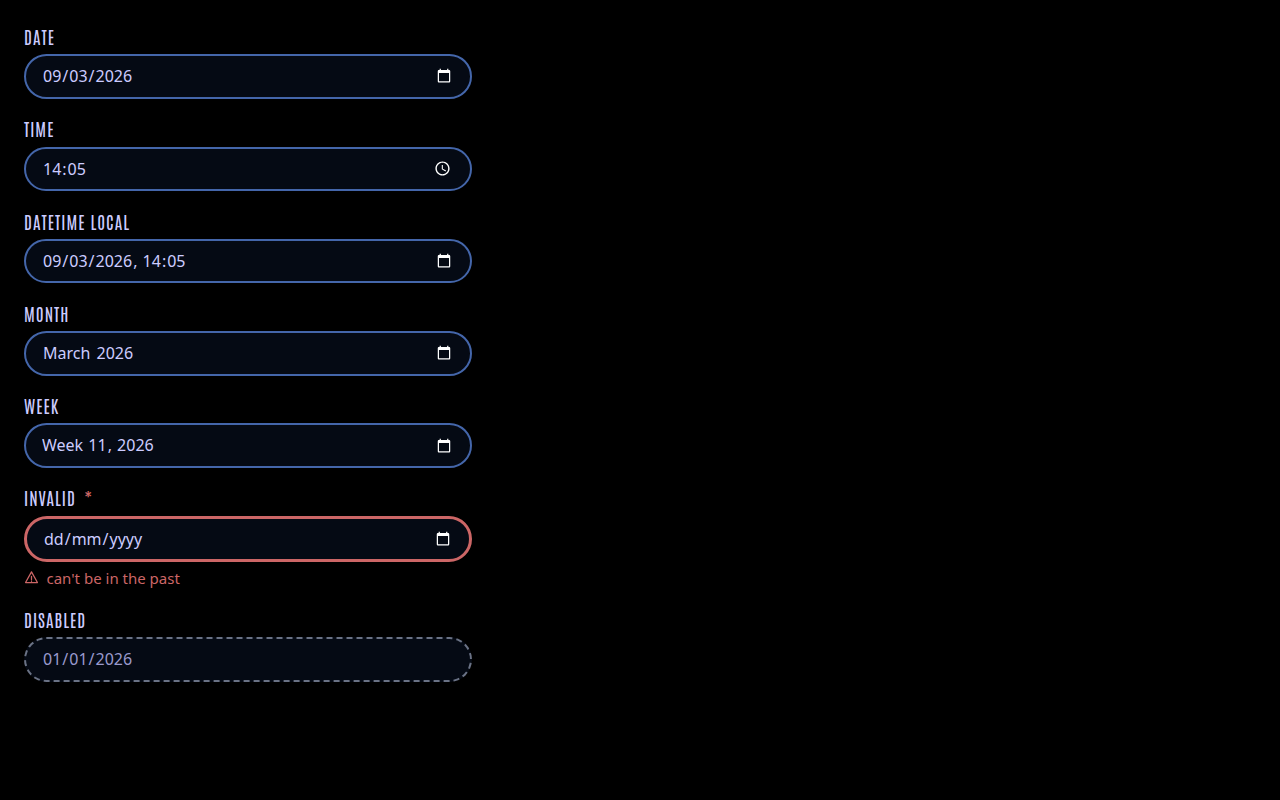 DATE
09/03/2026
TIME
14:05
DATETIME LOCAL
09/03/2026, 14:05
MONTH
March 2026
WEEK
Week 11, 2026
INVALID *
dd/mm/yyyy
can't be in the past
DISABLED
01/01/2026